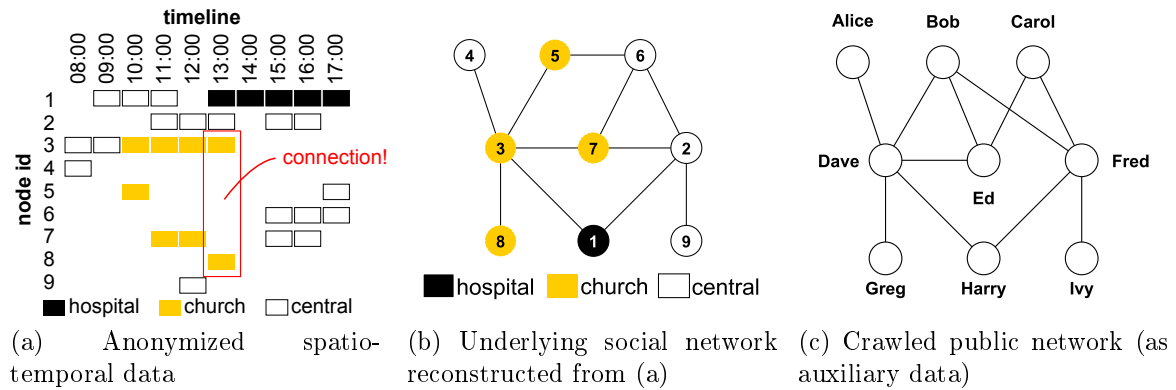 timeline
08:00 09:00 10:00 11:00 12:00 13:00 14:00 15:00 16:00 17:00
node id
1
2
3
4
5
6
7
8
9
connection!
hospital church central
(a) Anonymized spatio-
temporal data
4 5 6
3 7 2
8 1 9
hospital church central
(b) Underlying social network
reconstructed from (a)
Alice Bob Carol
Dave Ed Fred
Greg Harry Ivy
(c) Crawled public network (as
auxiliary data)